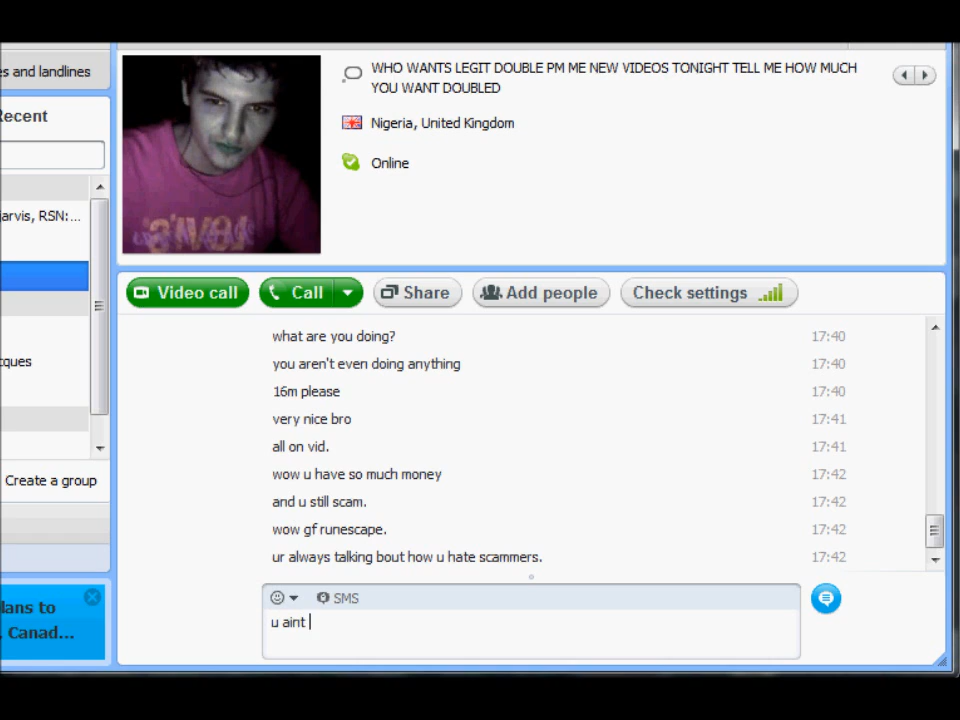 es and landlines
Recent
jarvis, RSN:...
cques
Create a group
lans to
, Canad...
WHO WANTS LEGIT DOUBLE PM ME NEW VIDEOS TONIGHT TELL ME HOW MUCH
YOU WANT DOUBLED
Nigeria, United Kingdom
Online
Video call Call Share Add people Check settings
what are you doing? 17:40
you aren't even doing anything 17:40
16m please 17:40
very nice bro 17:41
all on vid. 17:41
wow u have so much money 17:42
and u still scam. 17:42
wow gf runescape. 17:42
ur always talking bout how u hate scammers. 17:42
SMS
u aint